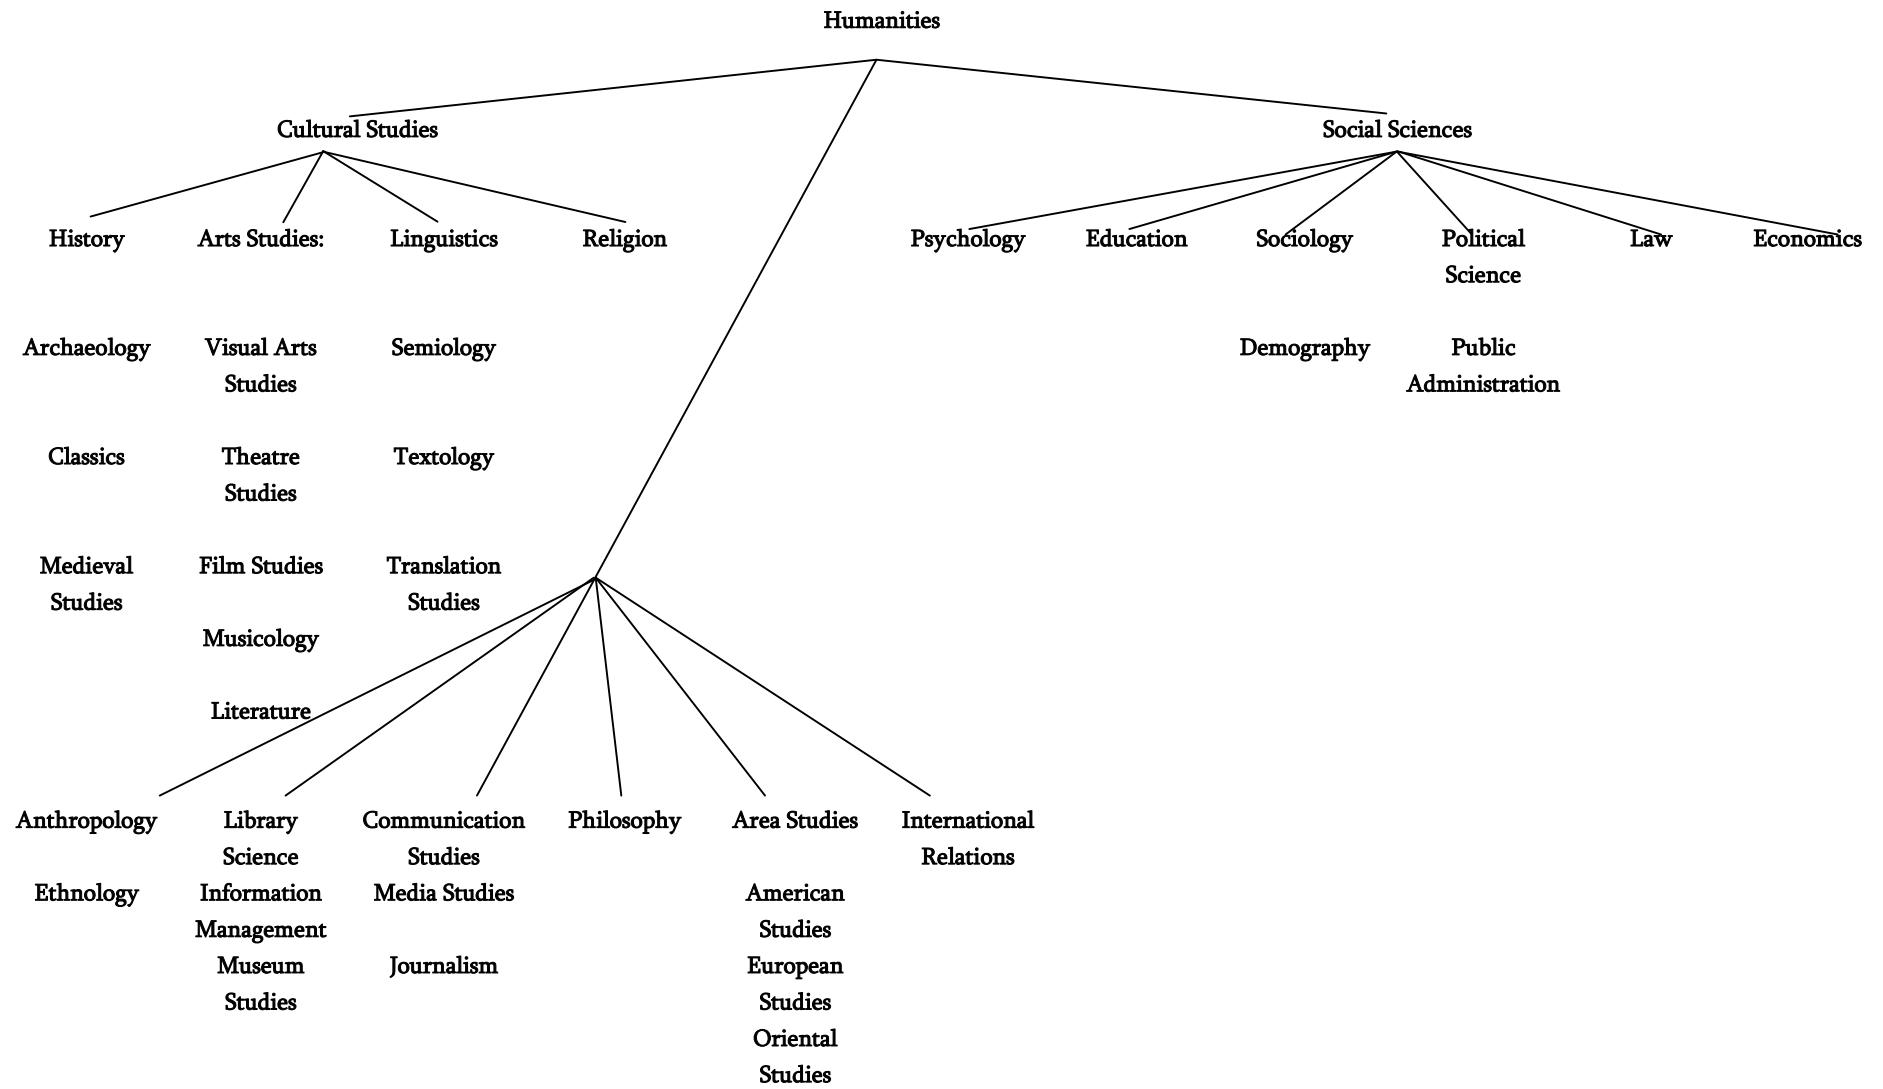 Humanities
Cultural Studies
Social Sciences
History
Arts Studies:
Linguistics
Religion
Psychology
Education
Sociology
Political
Science
Law
Economics
Archaeology
Visual Arts
Studies
Semiology
Demography
Public
Administration
Classics
Theatre
Studies
Textology
Medieval
Studies
Film Studies
Translation
Studies
Musicology
Literature
Anthropology
Library
Science
Communication
Studies
Philosophy
Area Studies
International
Relations
Ethnology
Information
Management
Media Studies
American
Studies
Museum
Studies
Journalism
European
Studies
Oriental
Studies